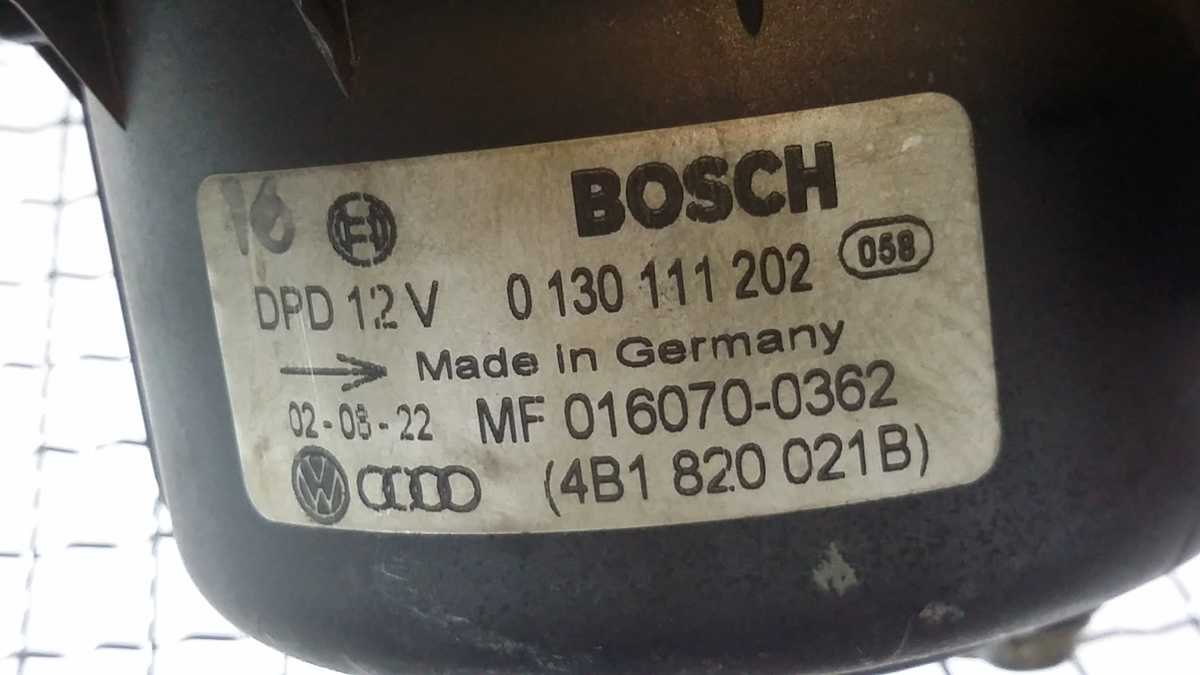 16 BOSCH
DPD 12V 0 130 111 202 058
Made in Germany
02-08-22 MF 016070-0362
(4B1 820 021B)